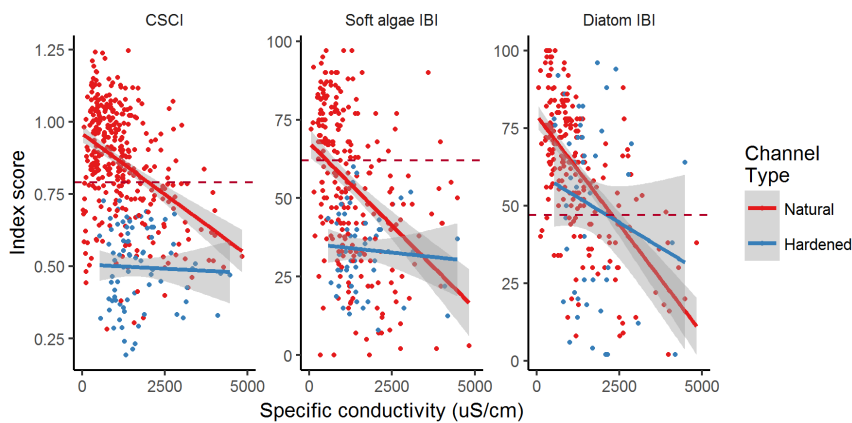 CSCI
Soft algae IBI
Diatom IBI
Index score
1.25
1.00
0.75
0.50
0.25
100
75
50
25
0
100
75
50
25
0
0
2500
5000
0
2500
5000
0
2500
5000
Specific conductivity (uS/cm)
Channel
Type
Natural
Hardened